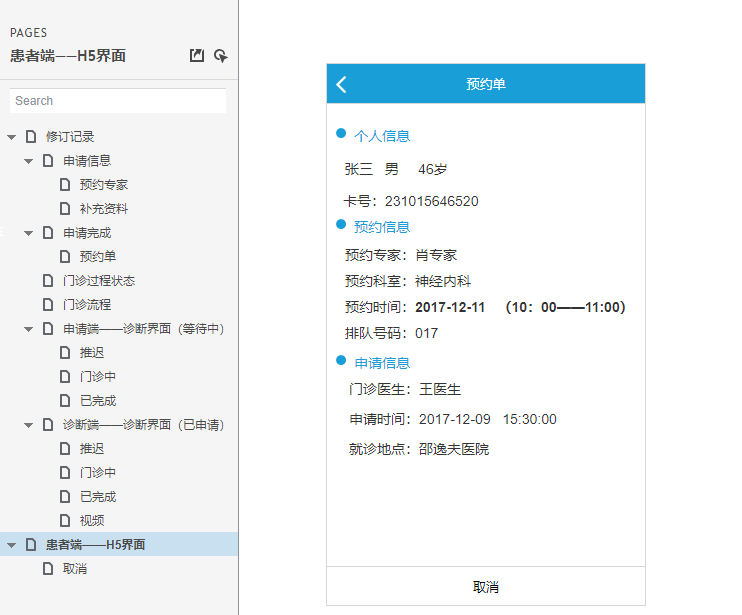 PAGES
患者端——H5界面
Search
修订记录
申请信息
预约专家
补充资料
申请完成
预约单
门诊过程状态
门诊流程
申请端——诊断界面（等待中）
推迟
门诊中
已完成
诊断端——诊断界面（已申请）
推迟
门诊中
已完成
视频
患者端——H5界面
取消
预约单
个人信息
张三 男 46岁
卡号：231015646520
预约信息
预约专家：肖专家
预约科室：神经内科
预约时间：2017-12-11 （10：00——11:00）
排队号码：017
申请信息
门诊医生：王医生
申请时间：2017-12-09 15:30:00
就诊地点：邵逸夫医院
取消